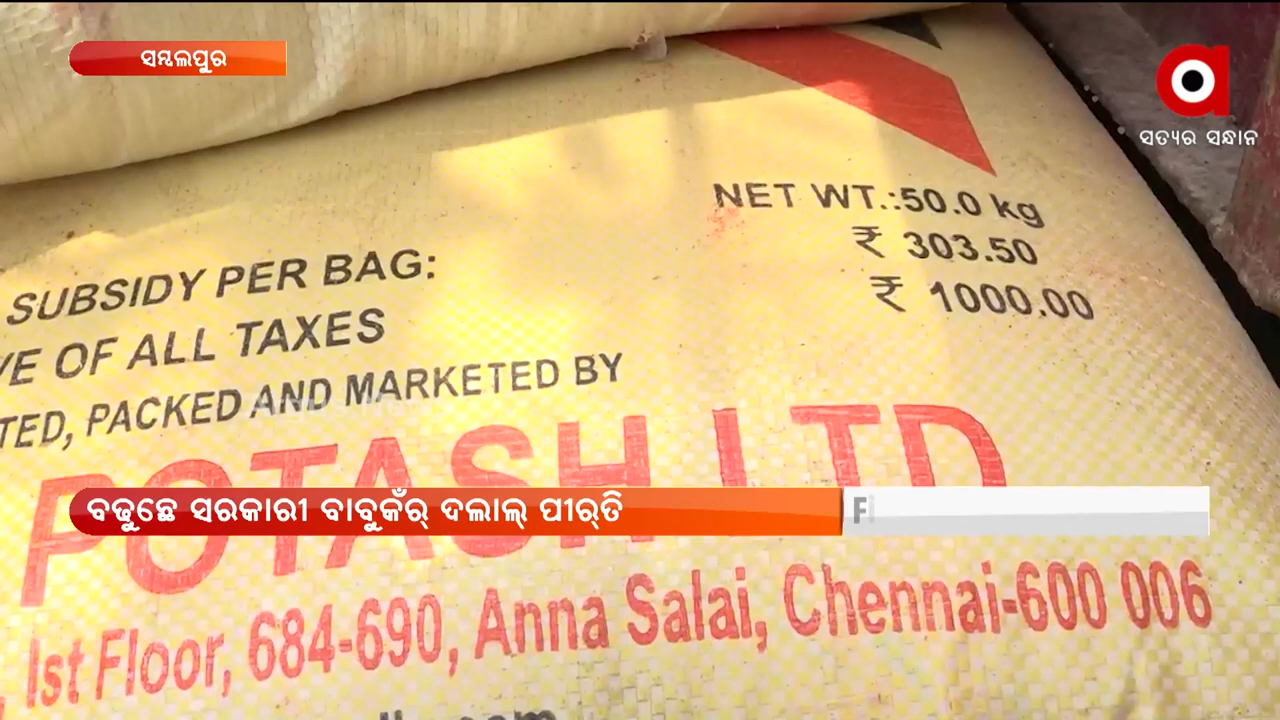 ସମ୍ବଲପୁର
ସତ୍ୟର ସନ୍ଧାନ
NET WT.:50.0 kg
SUBSIDY PER BAG: ₹ 303.50
VE OF ALL TAXES ₹ 1000.00
TED, PACKED AND MARKETED BY
POTASH LTD
ବଢୁଛେ ସରକାରୀ ବାବୁକଁର୍ ଦଲାଲ୍ ପୀର୍‌ତି
Ist Floor, 684-690, Anna Salai, Chennai-600 006